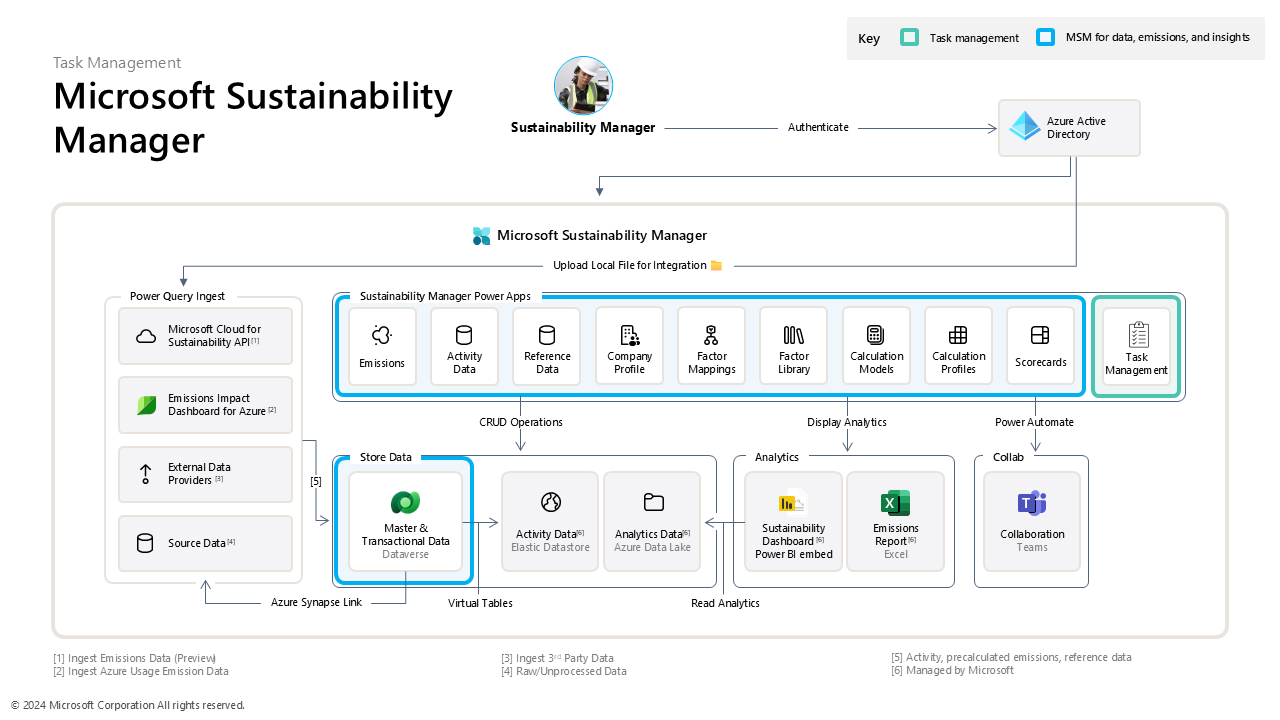 Key
Task management
MSM for data, emissions, and insights
Task Management
Microsoft Sustainability
Manager
Sustainability Manager
Authenticate
Azure Active
Directory
Microsoft Sustainability Manager
Upload Local File for Integration
Power Query Ingest
Microsoft Cloud for
Sustainability API [1]
Emissions Impact
Dashboard for Azure [2]
External Data
Providers [3]
Source Data [4]
[5]
Sustainability Manager Power Apps
Emissions
Activity
Data
Reference
Data
Company
Profile
Factor
Mappings
Factor
Library
Calculation
Models
Calculation
Profiles
Scorecards
Task
Management
CRUD Operations
Display Analytics
Power Automate
Store Data
Master &
Transactional Data
Dataverse
Activity Data[6]
Elastic Datastore
Analytics Data[6]
Azure Data Lake
Analytics
Sustainability
Dashboard [6]
Power BI embed
Emissions
Report[6]
Excel
Collab
Collaboration
Teams
Azure Synapse Link
Virtual Tables
Read Analytics
[1] Ingest Emissions Data (Preview)
[2] Ingest Azure Usage Emission Data
[3] Ingest 3rd Party Data
[4] Raw/Unprocessed Data
[5] Activity, precalculated emissions, reference data
[6] Managed by Microsoft
© 2024 Microsoft Corporation All rights reserved.